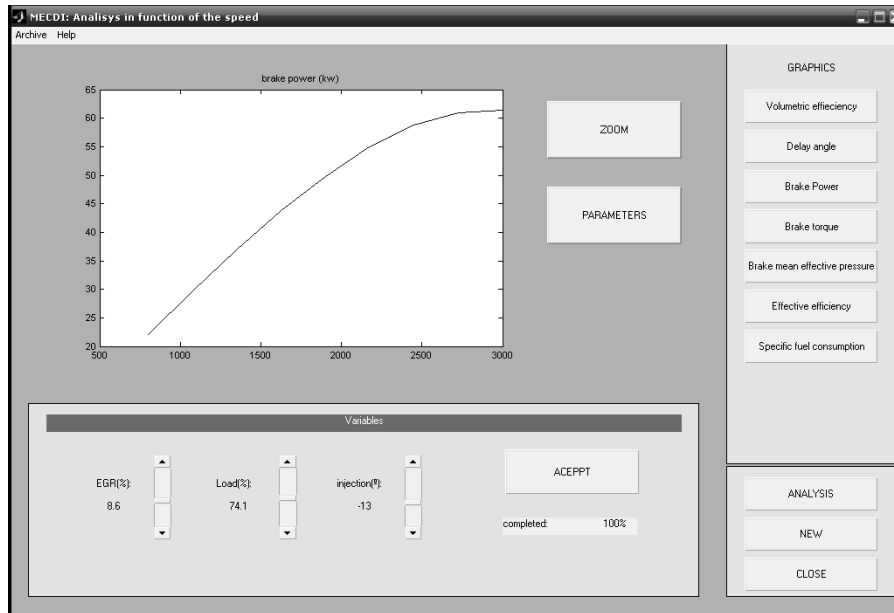 MECDI: Analisys in function of the speed
Archive Help
brake power (kw)
65
60
55
50
45
40
35
30
25
20
500 1000 1500 2000 2500 3000
ZOOM
PARAMETERS
GRAPHICS
Volumetric effieciency
Delay angle
Brake Power
Brake torque
Brake mean effective pressure
Effective efficiency
Specific fuel consumption
Variables
EGR(%):
8.6
Load(%):
74.1
injection(º):
-13
ACEPPT
completed: 100%
ANALYSIS
NEW
CLOSE